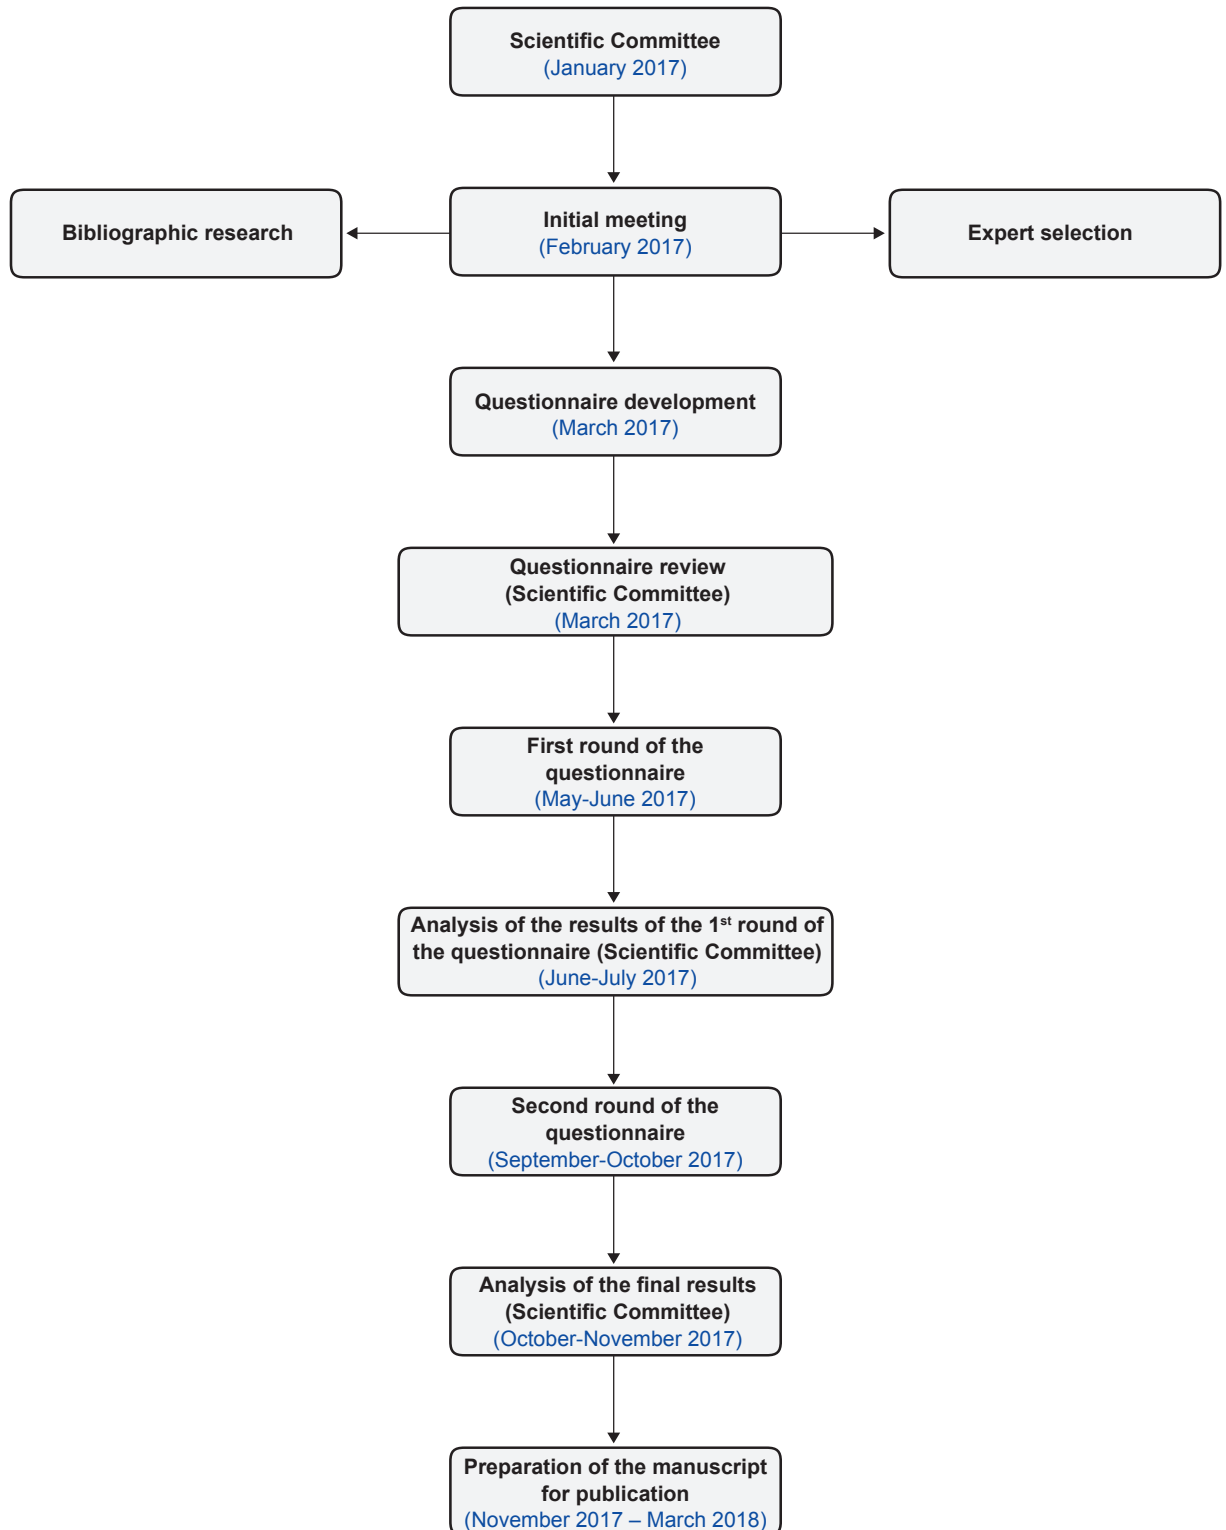 Scientific Committee
(January 2017)
Bibliographic research
Initial meeting
(February 2017)
Expert selection
Questionnaire development
(March 2017)
Questionnaire review
(Scientific Committee)
(March 2017)
First round of the
questionnaire
(May-June 2017)
Analysis of the results of the 1st round of
the questionnaire (Scientific Committee)
(June-July 2017)
Second round of the
questionnaire
(September-October 2017)
Analysis of the final results
(Scientific Committee)
(October-November 2017)
Preparation of the manuscript
for publication
(November 2017 – March 2018)